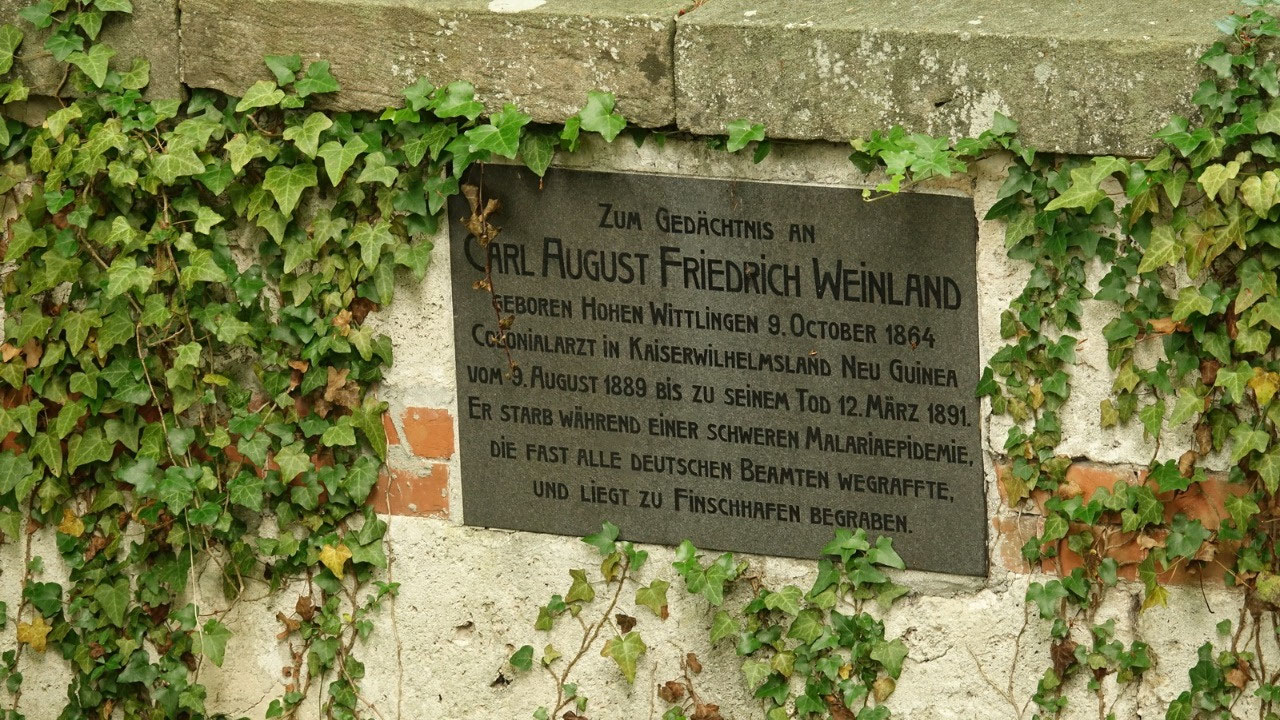 Zum Gedächtnis an
Carl August Friedrich Weinland
geboren Hohen Wittlingen 9. October 1864
Colonialarzt in Kaiserwilhelmsland Neu Guinea
vom 9. August 1889 bis zu seinem Tod 12. März 1891.
Er starb während einer schweren Malariaepidemie,
die fast alle deutschen Beamten wegraffte,
und liegt zu Finschhafen begraben.